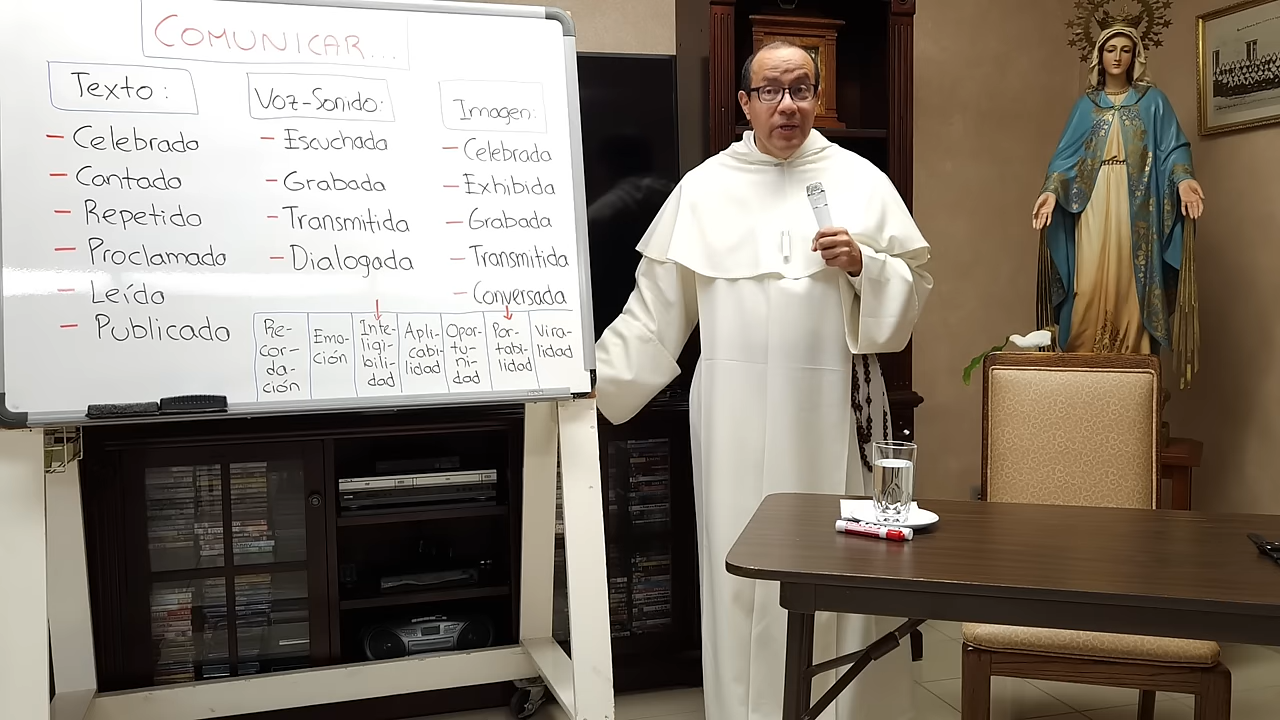 COMUNICAR...
Texto:
- Celebrado
- Cantado
- Repetido
- Proclamado
- Leído
- Publicado
Voz-Sonido:
- Escuchada
- Grabada
- Transmitida
- Dialogada
Imagen:
- Celebrada
- Exhibida
- Grabada
- Transmitida
- Conversada
Re-
cor-
da-
ción
Emo-
ción
Inte-
ligi-
bili-
dad
Apli-
cabi-
lidad
Opor-
tu-
ni-
dad
Por-
tabi-
lidad
Vira-
lidad